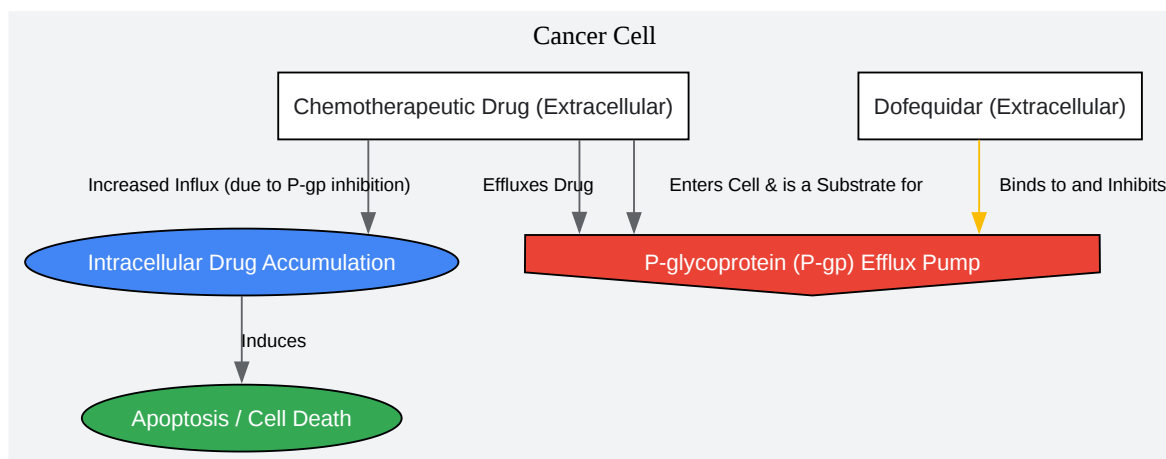 Cancer Cell
Chemotherapeutic Drug (Extracellular)
Dofequidar (Extracellular)
Increased Influx (due to P-gp inhibition)
Effluxes Drug
Enters Cell & is a Substrate for
Binds to and Inhibits
Intracellular Drug Accumulation
P-glycoprotein (P-gp) Efflux Pump
Induces
Apoptosis / Cell Death